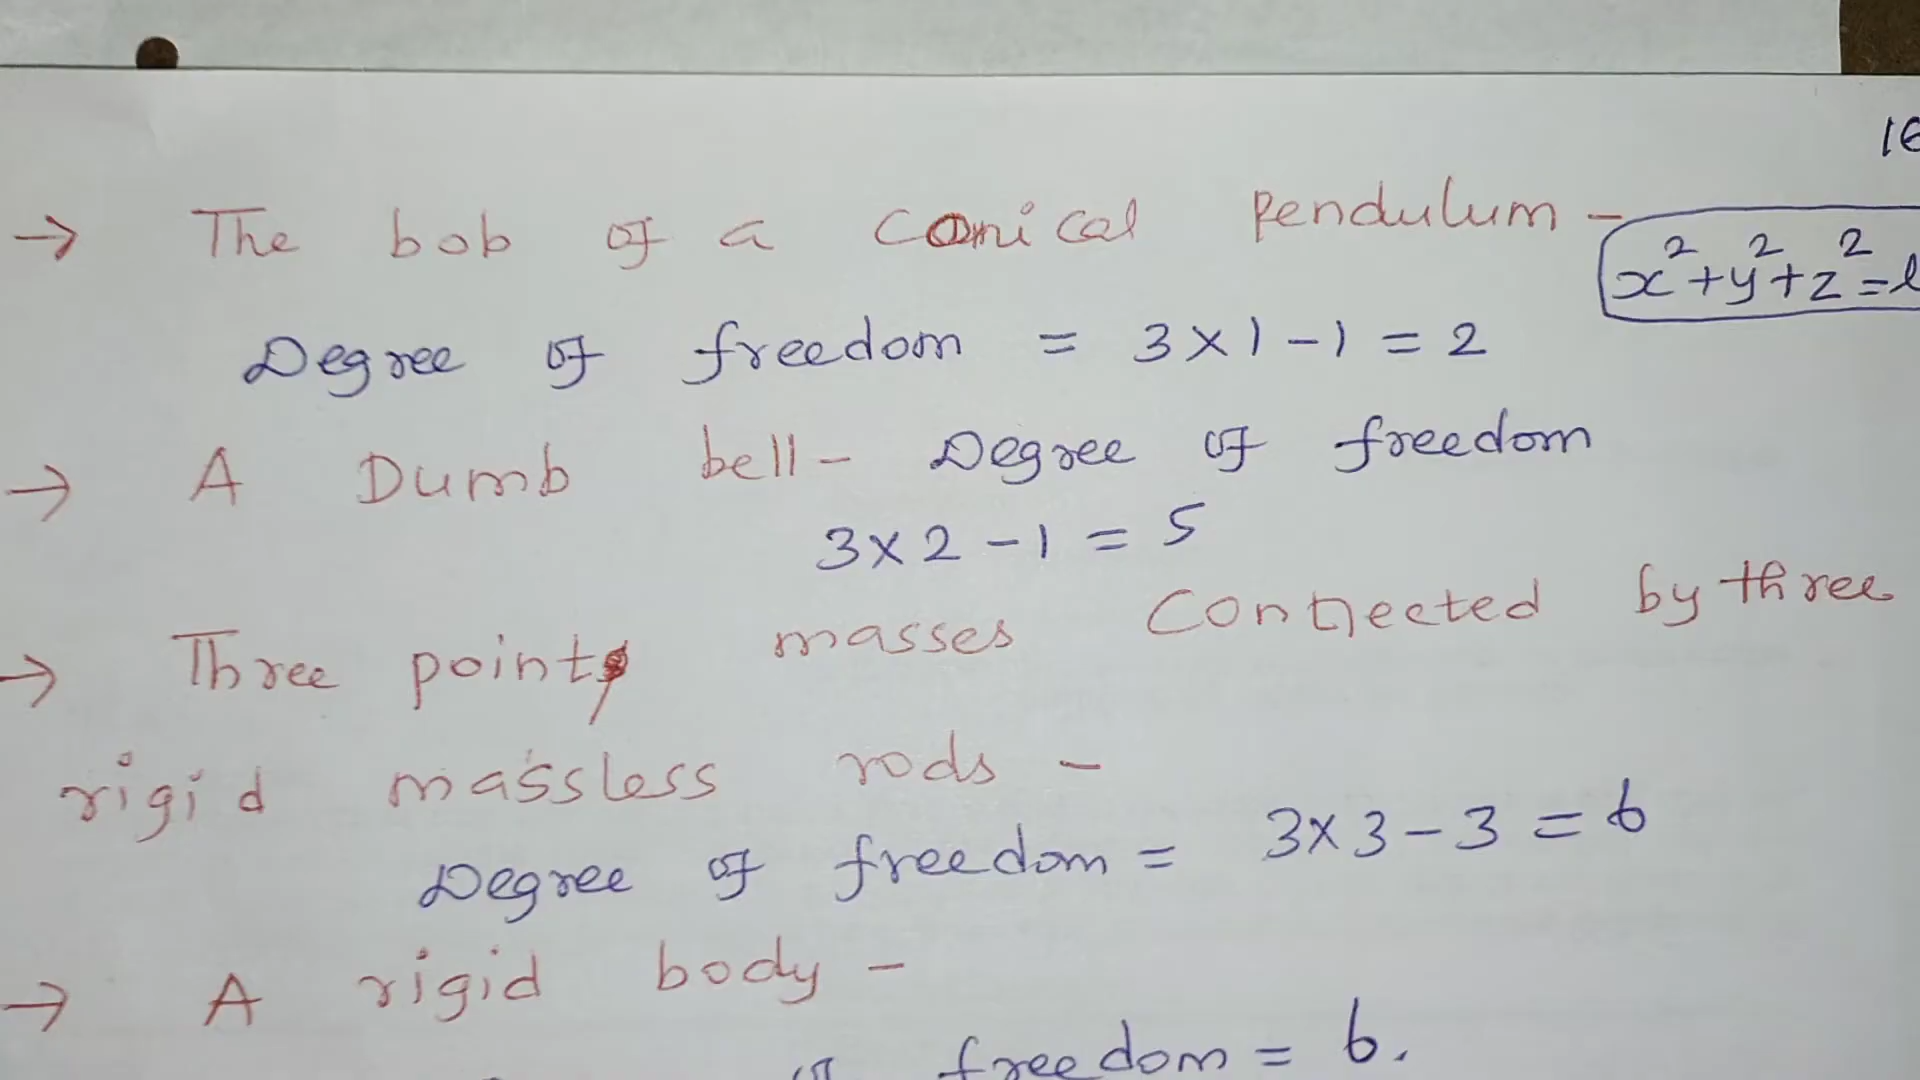 16
→ The bob of a Conical Pendulum -
x²+y²+z²=l
Degree of freedom = 3×1-1 = 2
→ A Dumb bell - Degree of freedom
3×2-1 = 5
→ Three point masses connected by three
rigid massless rods -
Degree of freedom = 3×3-3 = 6
→ A rigid body -
of freedom = 6.